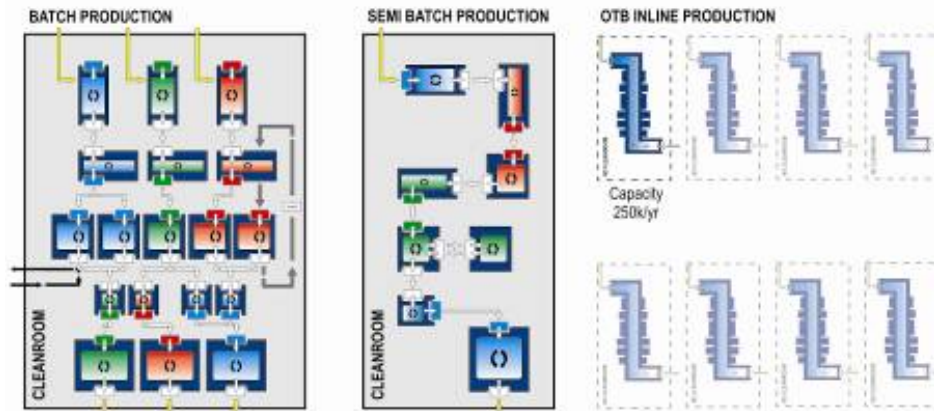 BATCH PRODUCTION
SEMI BATCH PRODUCTION
OTB INLINE PRODUCTION
CLEANROOM
CLEANROOM
Capacity
250k/yr